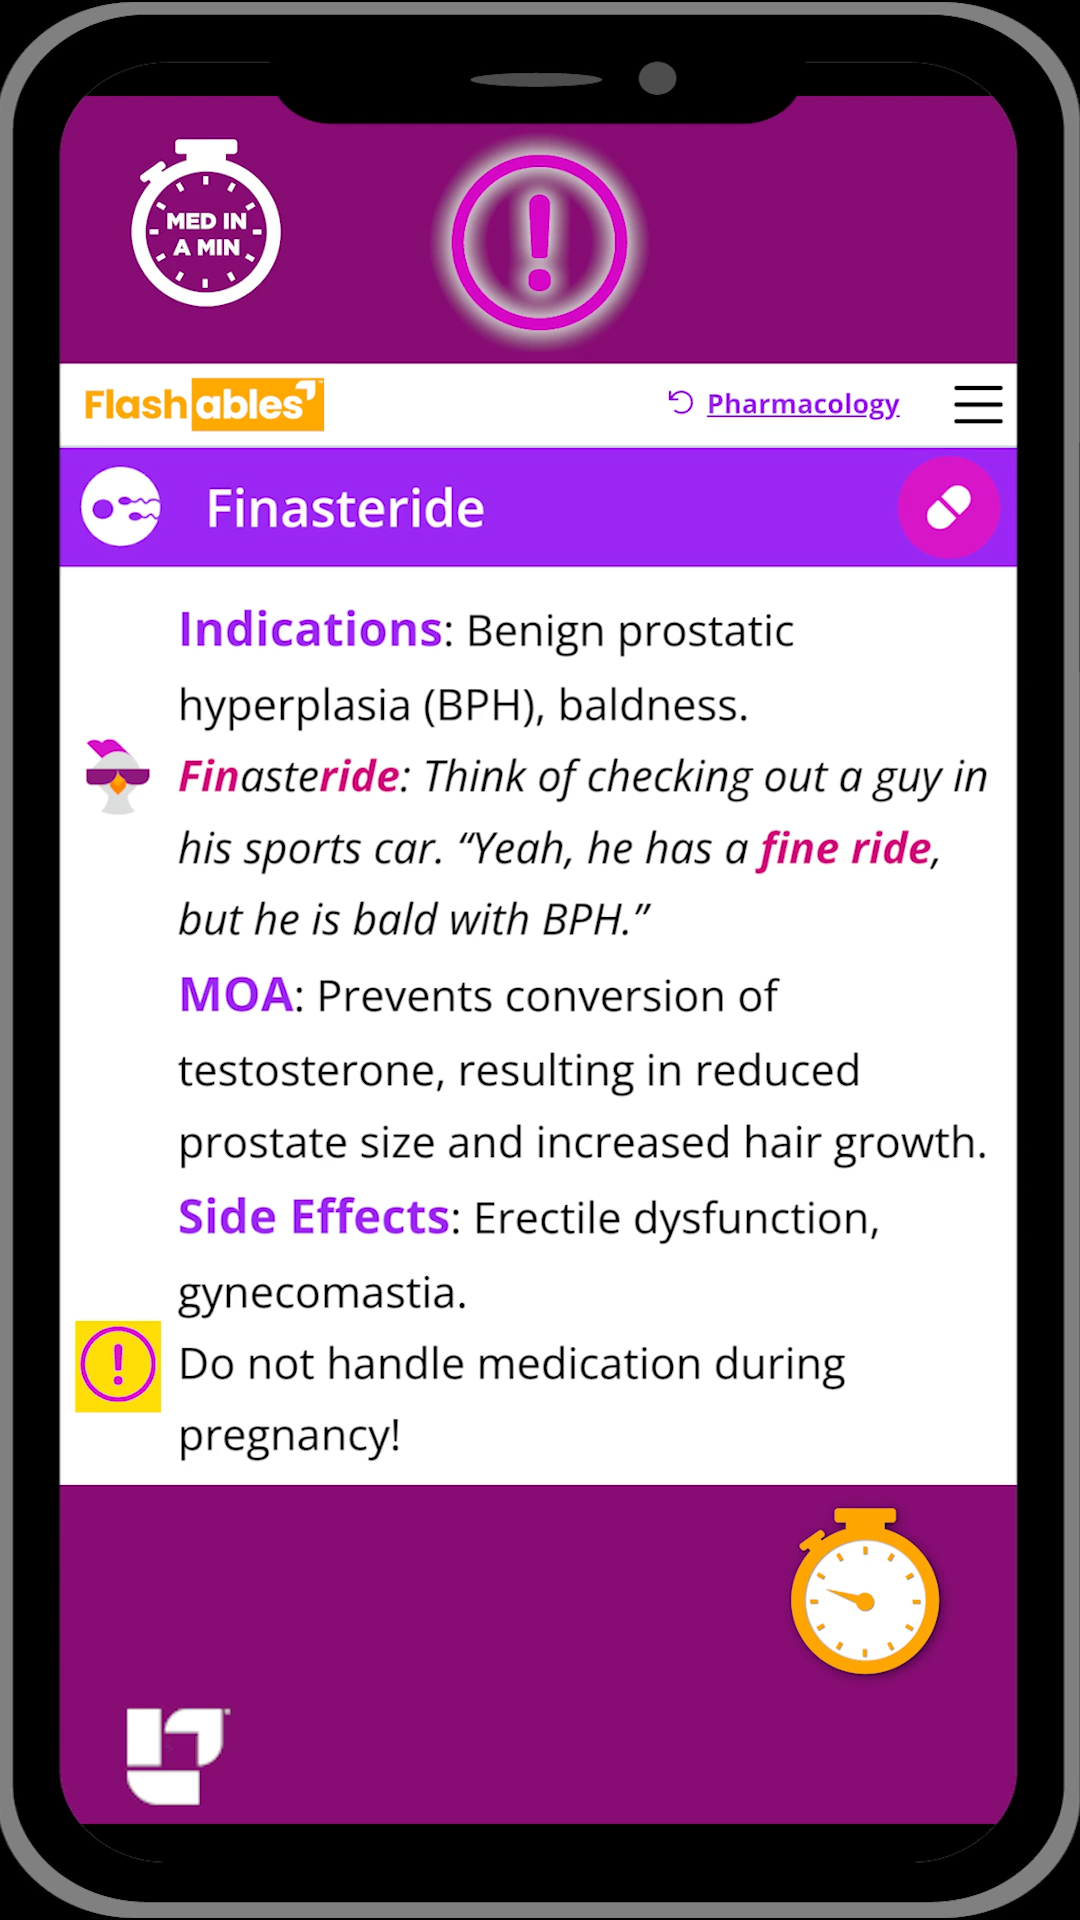 MED IN
A MIN
Flashables
Pharmacology
Finasteride
Indications: Benign prostatic
hyperplasia (BPH), baldness.
Finasteride: Think of checking out a guy in
his sports car. “Yeah, he has a fine ride,
but he is bald with BPH.”
MOA: Prevents conversion of
testosterone, resulting in reduced
prostate size and increased hair growth.
Side Effects: Erectile dysfunction,
gynecomastia.
Do not handle medication during
pregnancy!